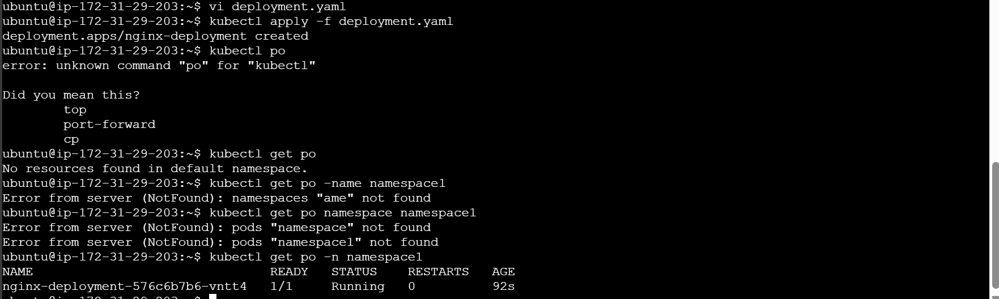 ubuntu@ip-172-31-29-203:~$ vi deployment.yaml
ubuntu@ip-172-31-29-203:~$ kubectl apply -f deployment.yaml
deployment.apps/nginx-deployment created
ubuntu@ip-172-31-29-203:~$ kubectl po
error: unknown command "po" for "kubectl"
Did you mean this?
top
port-forward
cp
ubuntu@ip-172-31-29-203:~$ kubectl get po
No resources found in default namespace.
ubuntu@ip-172-31-29-203:~$ kubectl get po -name namespace1
Error from server (NotFound): namespaces "ame" not found
ubuntu@ip-172-31-29-203:~$ kubectl get po namespace namespace1
Error from server (NotFound): pods "namespace" not found
Error from server (NotFound): pods "namespace1" not found
ubuntu@ip-172-31-29-203:~$ kubectl get po -n namespace1
NAME READY STATUS RESTARTS AGE
nginx-deployment-576c6b7b6-vntt4 1/1 Running 0 92s